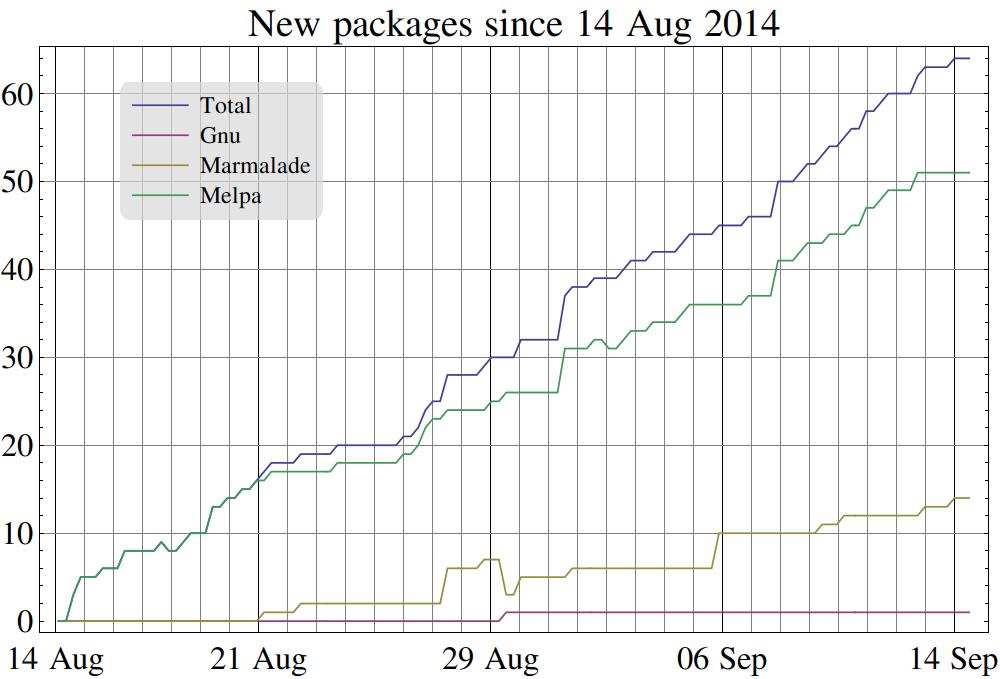 New packages since 14 Aug 2014
Total
Gnu
Marmalade
Melpa
60
50
40
30
20
10
0
14 Aug 21 Aug 29 Aug 06 Sep 14 Sep